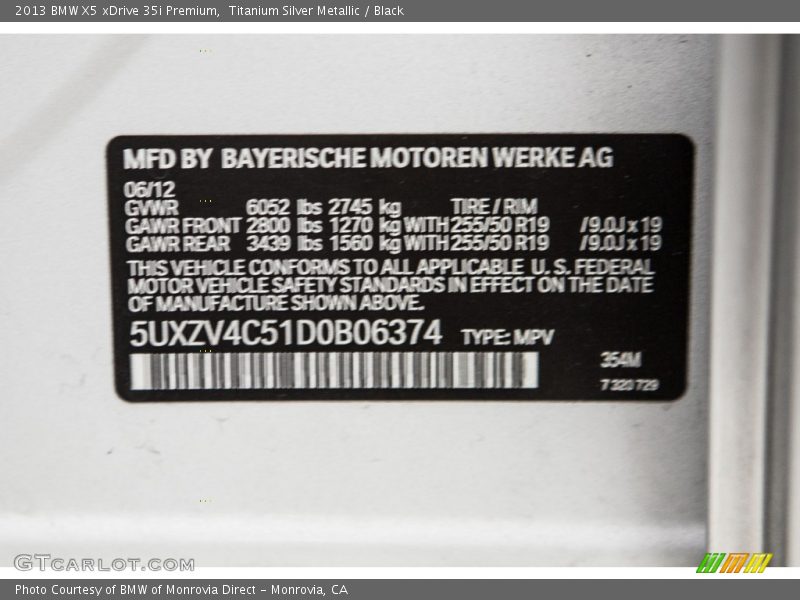 2013 BMW X5 xDrive 35i Premium,  Titanium Silver Metallic / Black
MFD BY BAYERISCHE MOTOREN WERKE AG
06/12
GVWR 6052 lbs 2745 kg TIRE / RIM
GAWR FRONT 2800 lbs 1270 kg WITH 255/50 R19 /9.0J x 19
GAWR REAR 3439 lbs 1560 kg WITH 255/50 R19 /9.0J x 19
THIS VEHICLE CONFORMS TO ALL APPLICABLE U. S. FEDERAL
MOTOR VEHICLE SAFETY STANDARDS IN EFFECT ON THE DATE
OF MANUFACTURE SHOWN ABOVE.
5UXZV4C51D0B06374 TYPE: MPV
354M
7 320 729
GTCARLOT.COM
Photo Courtesy of BMW of Monrovia Direct - Monrovia, CA